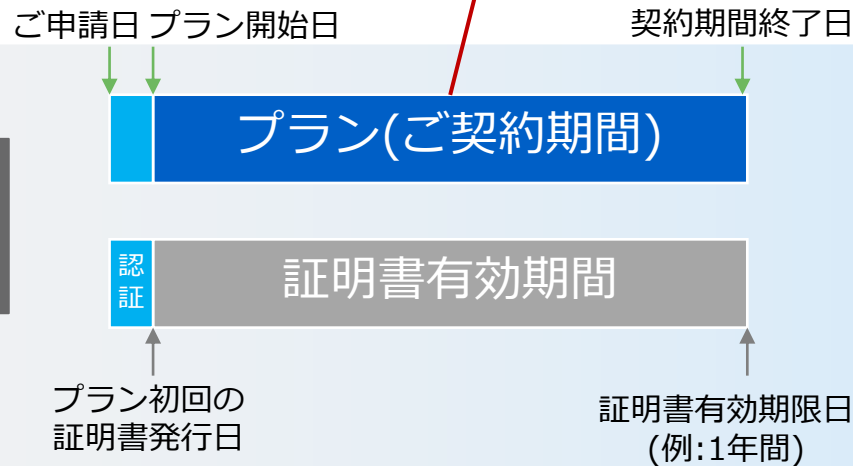 ご申請日 プラン開始日
契約期間終了日
プラン(ご契約期間)
認
証
証明書有効期間
プラン初回の
証明書発行日
証明書有効期限日
(例:1年間)